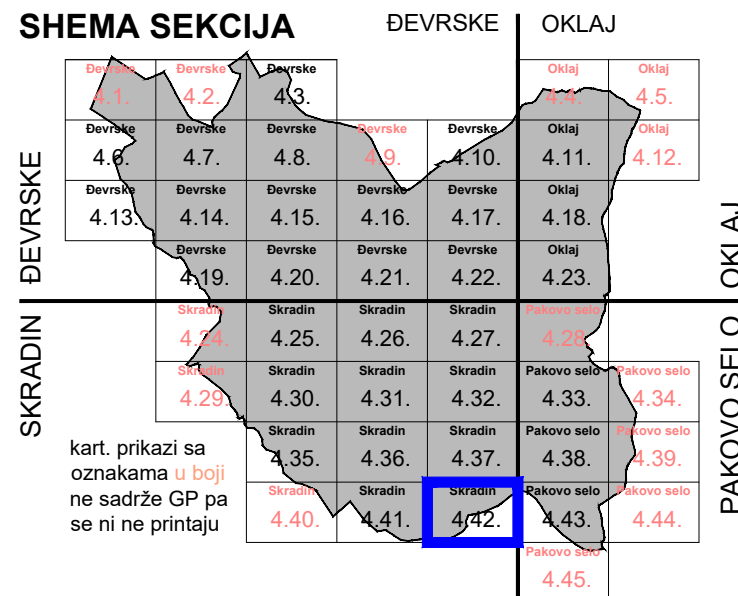 SHEMA SEKCIJA
ĐEVRSKE OKLAJ
Đevrske Đevrske Đevrske Oklaj Oklaj
4.1. 4.2. 4.3. 4.4. 4.5.
Đevrske Đevrske Đevrske Đevrske Đevrske Oklaj Oklaj
4.6. 4.7. 4.8. 4.9. 4.10. 4.11. 4.12.
Đevrske Đevrske Đevrske Đevrske Đevrske Oklaj
4.13. 4.14. 4.15. 4.16. 4.17. 4.18.
Đevrske Đevrske Đevrske Đevrske Oklaj
4.19. 4.20. 4.21. 4.22. 4.23.
ĐEVRSKE
OKLAJ
Skradin Skradin Skradin Skradin Pakovo selo
4.24. 4.25. 4.26. 4.27. 4.28.
Skradin Skradin Skradin Skradin Pakovo selo Pakovo selo
4.29. 4.30. 4.31. 4.32. 4.33. 4.34.
Skradin Skradin Skradin Pakovo selo Pakovo selo
4.35. 4.36. 4.37. 4.38. 4.39.
Skradin Skradin Skradin Pakovo selo Pakovo selo
4.40. 4.41. 4.42. 4.43. 4.44.
Pakovo selo
4.45.
SKRADIN
PAKOVO SELO
kart. prikazi sa
oznakama u boji
ne sadrže GP pa
se ni ne printaju